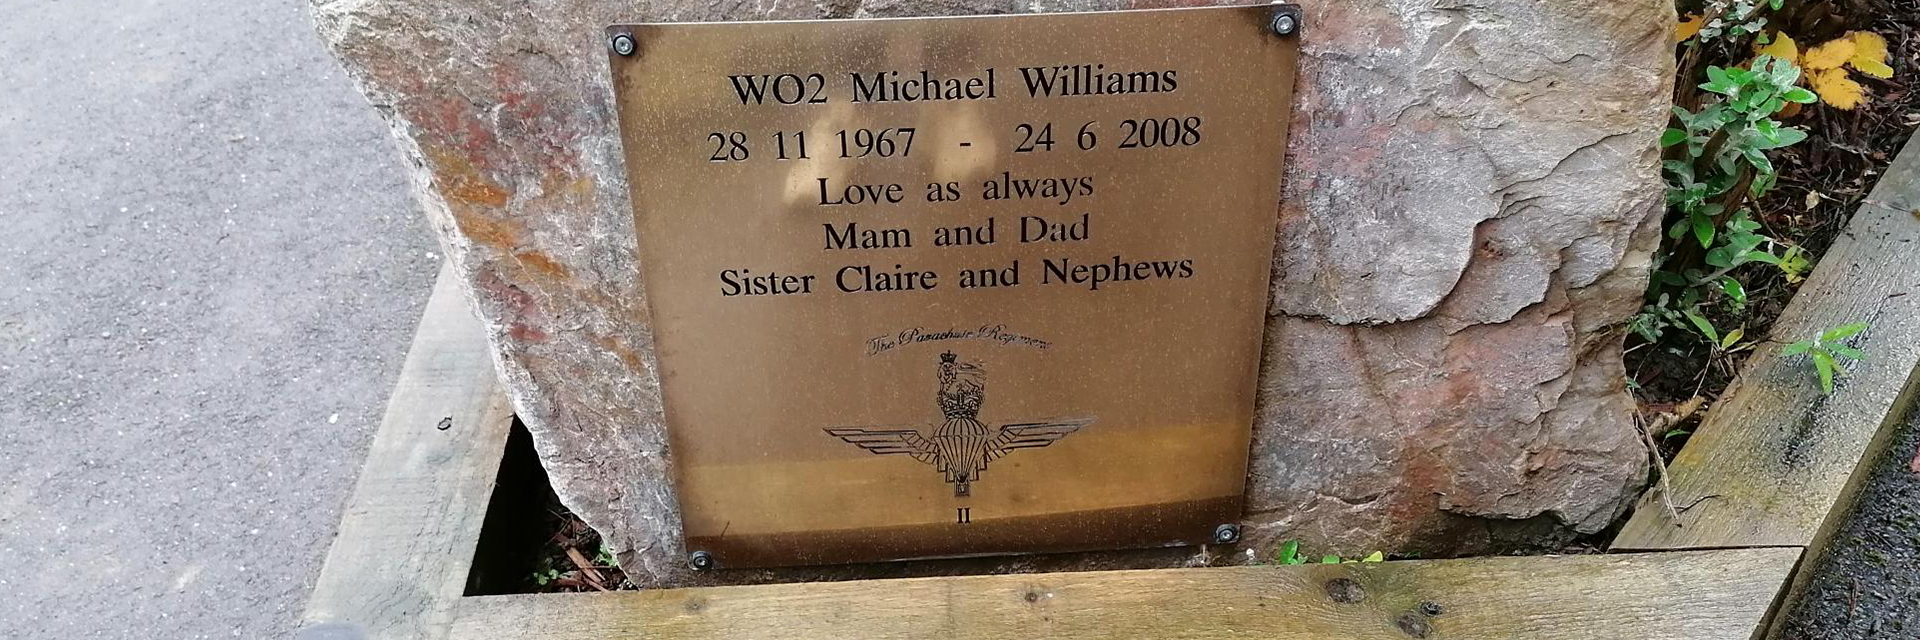 WO2 Michael Williams
28 11 1967 - 24 6 2008
Love as always
Mam and Dad
Sister Claire and Nephews
The Parachute Regiment
II